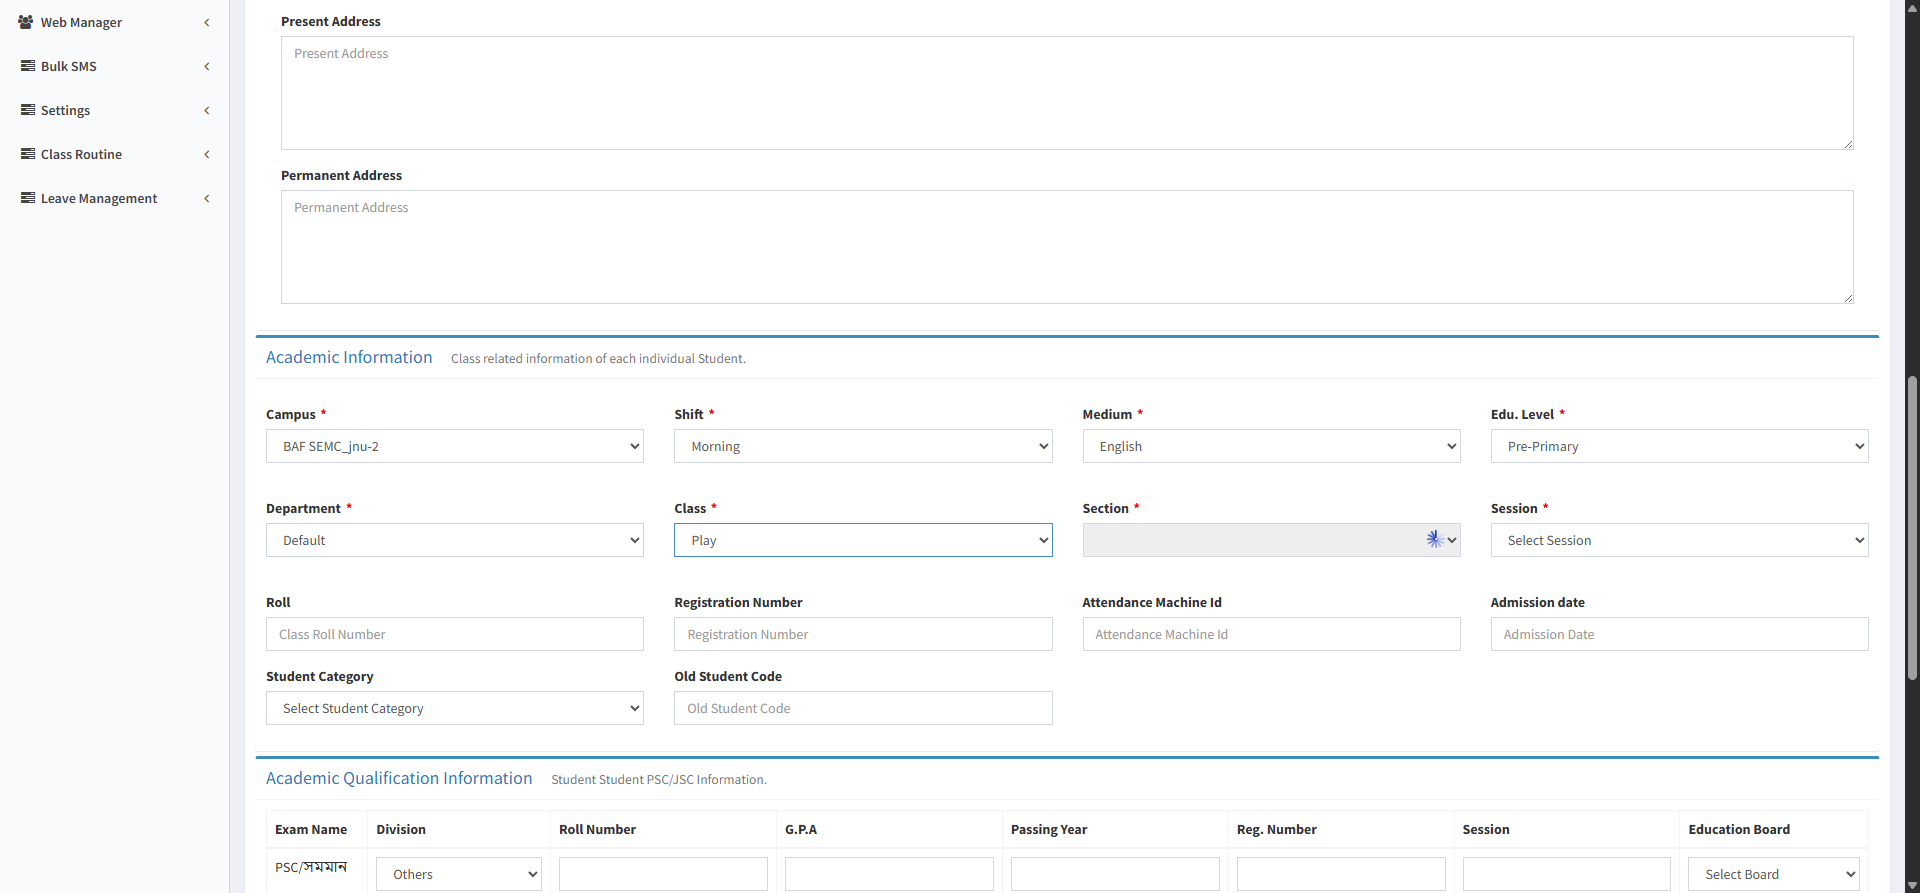 Web Manager
Bulk SMS
Settings
Class Routine
Leave Management
Present Address
Present Address
Permanent Address
Permanent Address
Academic Information Class related information of each individual Student.
Campus * Shift * Medium * Edu. Level *
BAF SEMC_jnu-2 Morning English Pre-Primary
Department * Class * Section * Session *
Default Play Select Session
Roll Registration Number Attendance Machine Id Admission date
Class Roll Number Registration Number Attendance Machine Id Admission Date
Student Category Old Student Code
Select Student Category Old Student Code
Academic Qualification Information Student Student PSC/JSC Information.
Exam Name Division Roll Number G.P.A Passing Year Reg. Number Session Education Board
PSC/সমমান Others Select Board